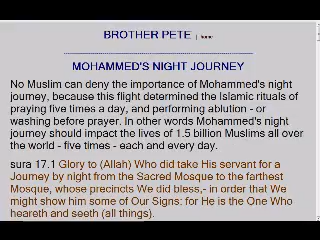 BROTHER PETE | home
MOHAMMED'S NIGHT JOURNEY
No Muslim can deny the importance of Mohammed's night
journey, because this flight determined the Islamic rituals of
praying five times a day, and performing ablution - or
washing before prayer. In other words Mohammed's night
journey should impact the lives of 1.5 billion Muslims all over
the world - five times - each and every day.
sura 17.1 Glory to (Allah) Who did take His servant for a
Journey by night from the Sacred Mosque to the farthest
Mosque, whose precincts We did bless,- in order that We
might show him some of Our Signs: for He is the One Who
heareth and seeth (all things).